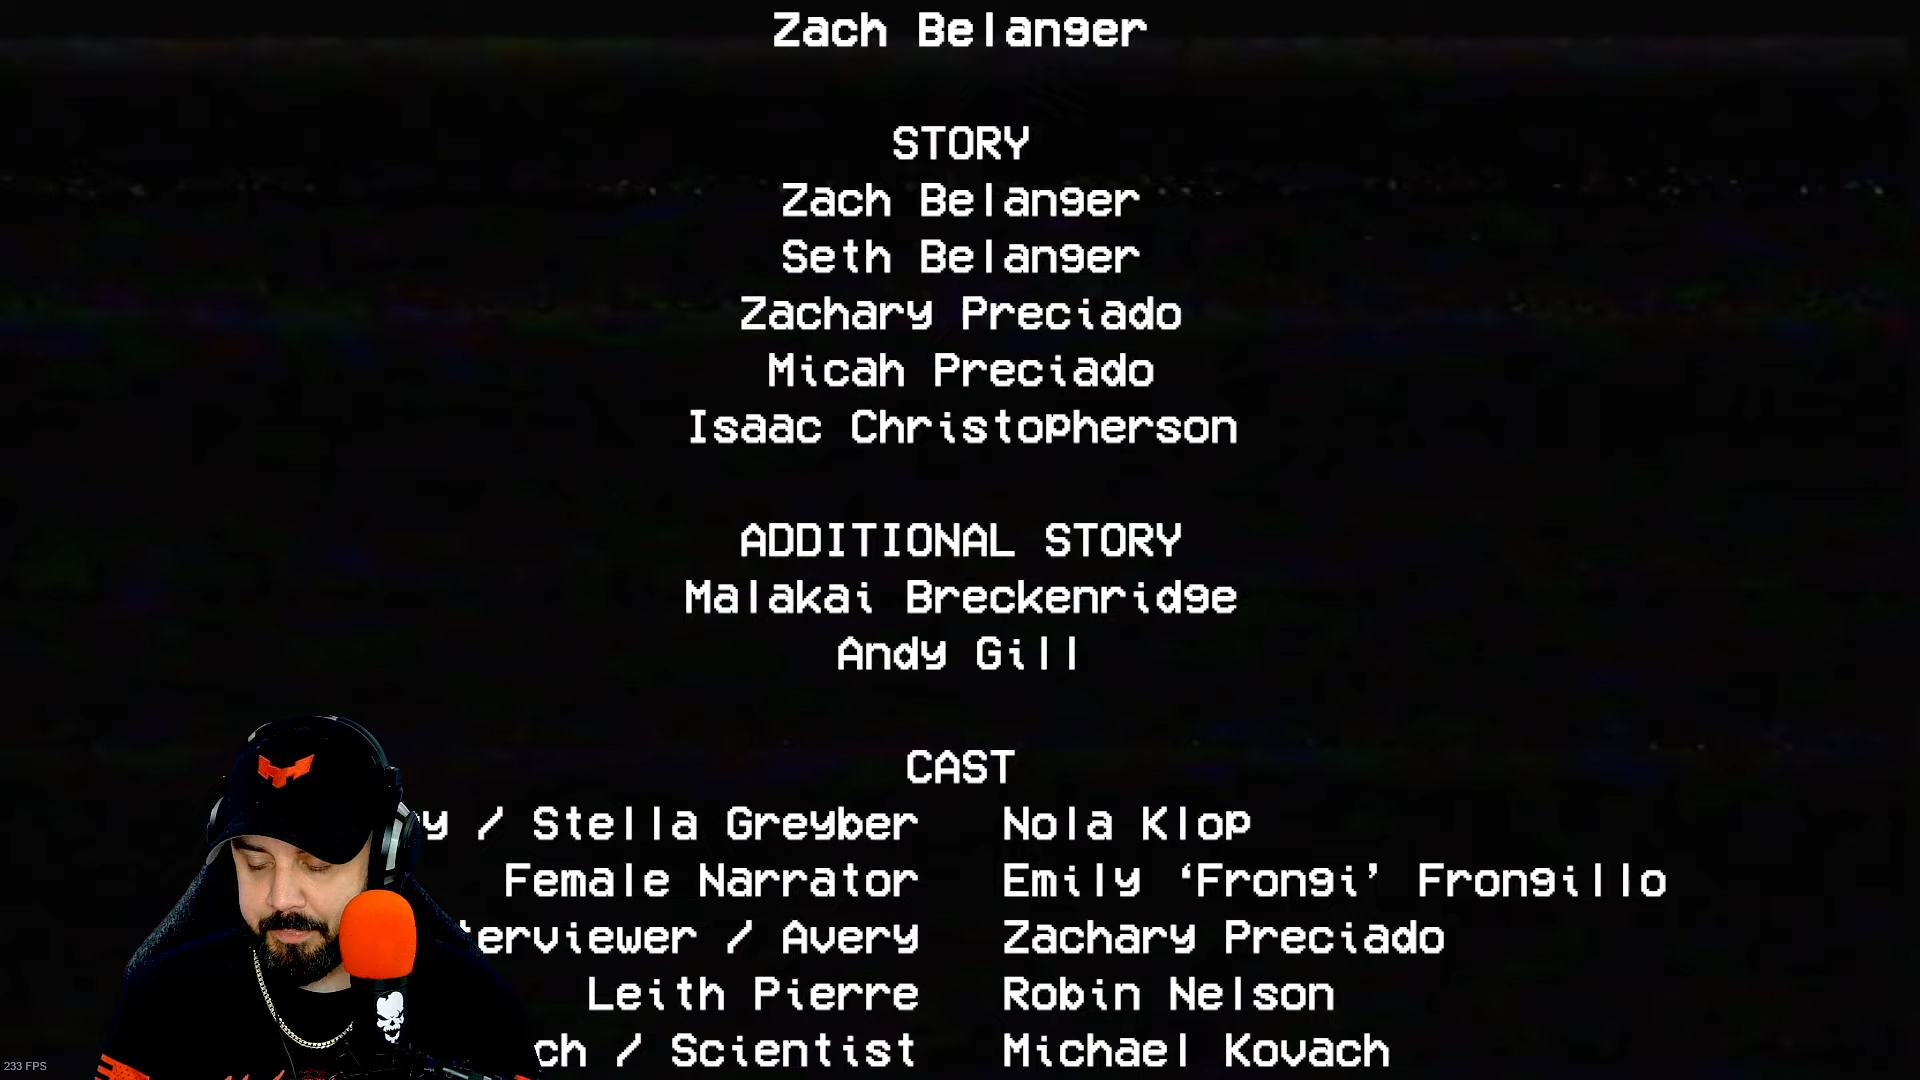 Zach Belanger
STORY
Zach Belanger
Seth Belanger
Zachary Preciado
Micah Preciado
Isaac Christopherson
ADDITIONAL STORY
Malakai Breckenridge
Andy Gill
CAST
/ Stella Greyber Nola Klop
Female Narrator Emily ‘Frongi’ Frongillo
/ Avery Zachary Preciado
Leith Pierre Robin Nelson
/ Scientist Michael Kovach
233 FPS